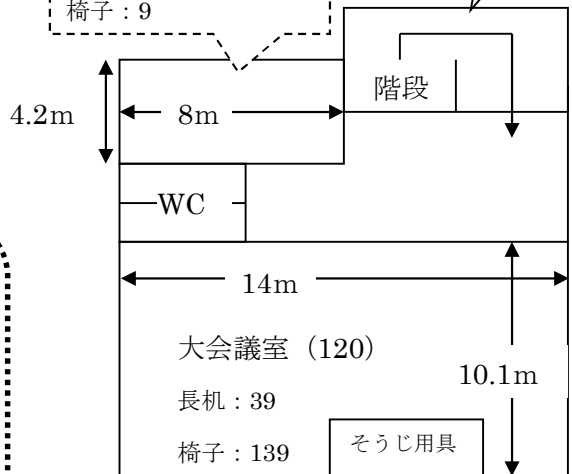 椅子：9
階段
4.2m
8m
WC
14m
大会議室（120）
10.1m
長机：39
椅子：139
そうじ用具